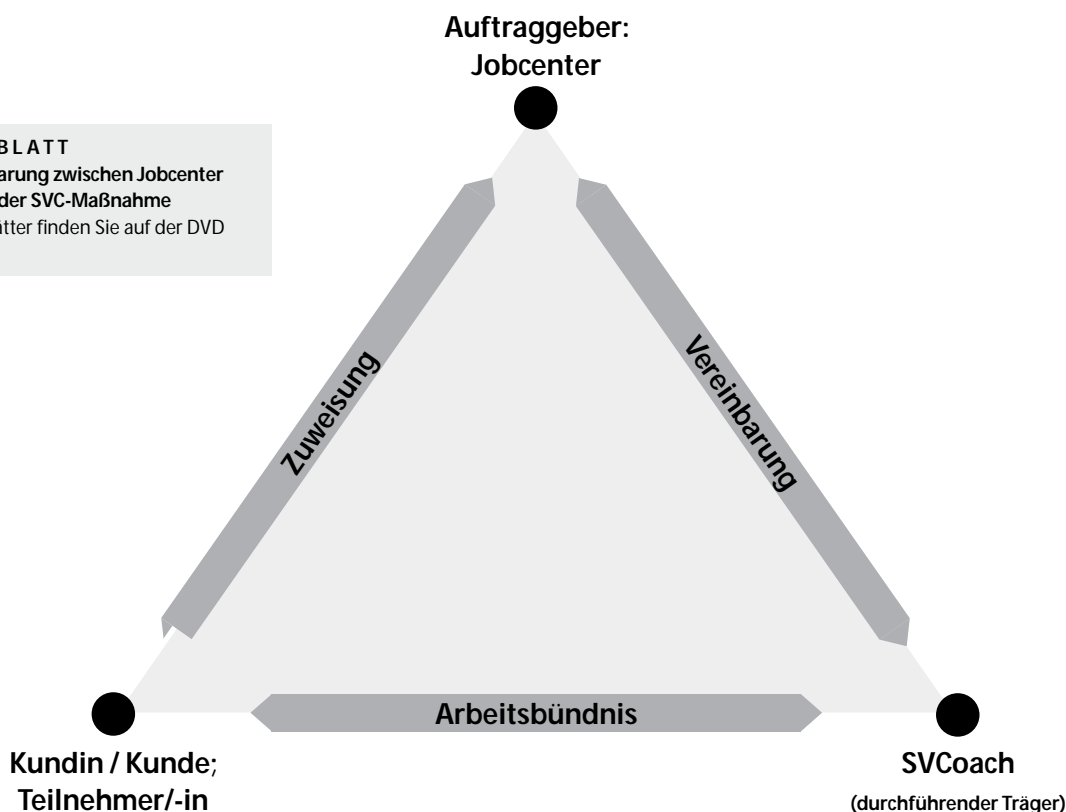 Auftraggeber:
Jobcenter
BLATT
arung zwischen Jobcenter
der SVC-Maßnahme
ätter finden Sie auf der DVD
Zuweisung
Vereinbarung
Arbeitsbündnis
Kundin / Kunde;
Teilnehmer/-in
SVCoach
(durchführender Träger)